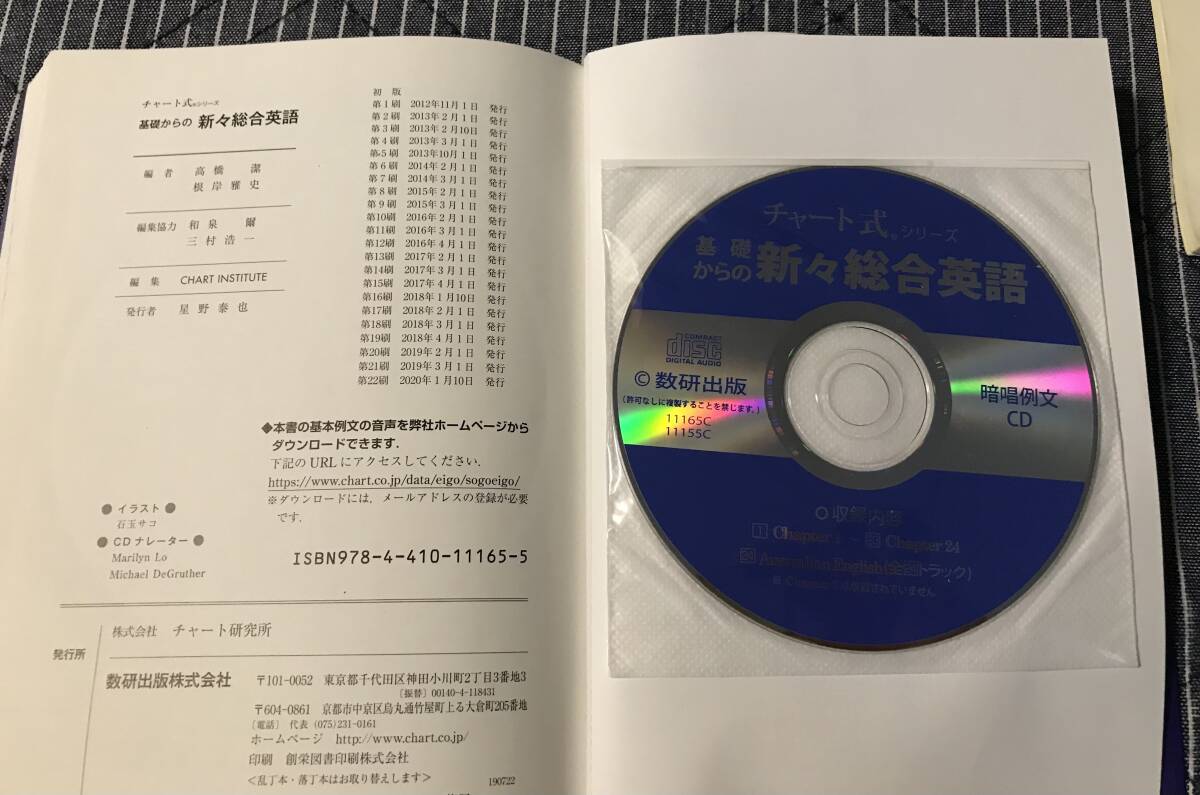 チャート式®シリーズ
基礎からの 新々総合英語
編 者 高 橋 潔
根 岸 雅 史
編集協力 和 泉 爾
三 村 浩 一
編 集 CHART INSTITUTE
発行者 星 野 泰 也
初 版
第1刷 2012年11月1日 発行
第2刷 2013年2月1日 発行
第3刷 2013年2月10日 発行
第4刷 2013年3月1日 発行
第5刷 2013年10月1日 発行
第6刷 2014年2月1日 発行
第7刷 2014年3月1日 発行
第8刷 2015年2月1日 発行
第9刷 2015年3月1日 発行
第10刷 2016年2月1日 発行
第11刷 2016年3月1日 発行
第12刷 2016年4月1日 発行
第13刷 2017年2月1日 発行
第14刷 2017年3月1日 発行
第15刷 2017年4月1日 発行
第16刷 2018年1月10日 発行
第17刷 2018年2月1日 発行
第18刷 2018年3月1日 発行
第19刷 2018年4月1日 発行
第20刷 2019年2月1日 発行
第21刷 2019年3月1日 発行
第22刷 2020年1月10日 発行
◆本書の基本例文の音声を弊社ホームページから
ダウンロードできます.
下記のURLにアクセスしてください.
https://www.chart.co.jp/data/eigo/sogoeigo/
※ダウンロードには,メールアドレスの登録が必要
です.
●イラスト●
石玉サコ
●CDナレーター●
Marilyn Lo
Michael DeGruther
ISBN978-4-410-11165-5
株式会社 チャート研究所
発行所
数研出版株式会社
〒101-0052 東京都千代田区神田小川町2丁目3番地3
〔振替〕00140-4-118431
〒604-0861 京都市中京区烏丸通竹屋町上る大倉町205番地
〔電話〕代表 (075)231-0161
ホームページ http://www.chart.co.jp/
印刷 創栄図書印刷株式会社
<乱丁本・落丁本はお取り替えします>
190722
チャート式®シリーズ
基礎
からの 新々総合英語
COMPACT
disc
DIGITAL AUDIO
©数研出版
(許可なしに複製することを禁じます。)
11165C
11155C
暗唱例文
CD
○収録内容
1 Chapter 1 ~ Chapter 24
Australian English(全 トラック)
されていません